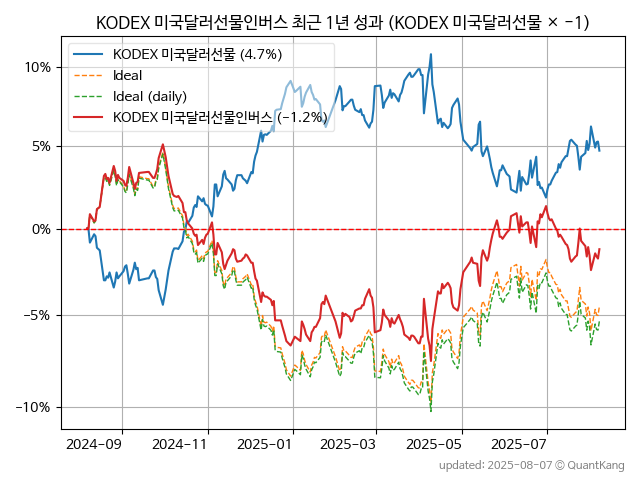 KODEX 미국달러선물인버스 최근 1년 성과 (KODEX 미국달러선물 × −1)
KODEX 미국달러선물 (4.7%)
Ideal
Ideal (daily)
KODEX 미국달러선물인버스 (−1.2%)
10%
5%
0%
−5%
−10%
2024-09 2024-11 2025-01 2025-03 2025-05 2025-07
updated: 2025-08-07 © QuantKang